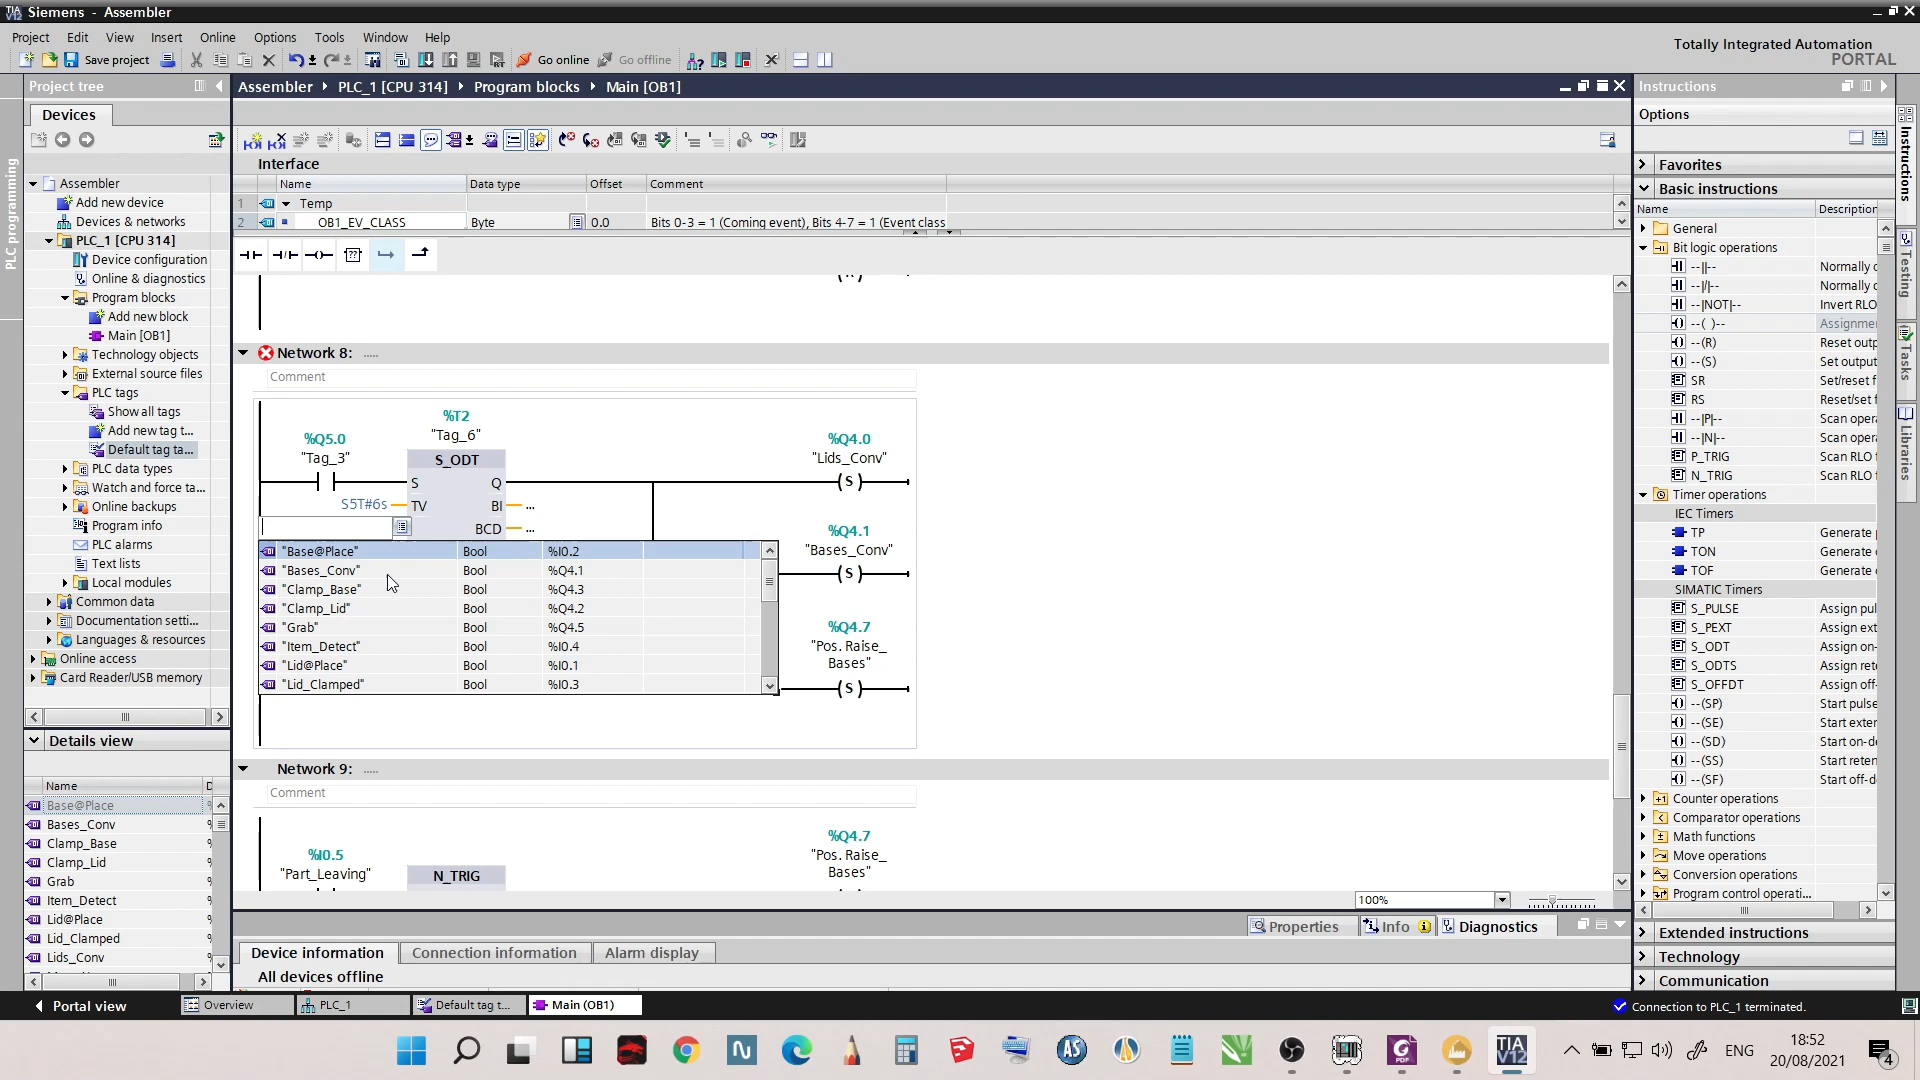 Siemens - Assembler
Project Edit View Insert Online Options Tools Window Help
Totally Integrated Automation
PORTAL
Save project
Go online
Go offline
Project tree
Assembler PLC_1 [CPU 314] Program blocks Main [OB1]
Instructions
Devices
Options
PLC programming
Interface
Name Data type Offset Comment
1 Temp
2 OB1_EV_CLASS Byte 0.0 Bits 0-3 = 1 (Coming event), Bits 4-7 = 1 (Event class
Assembler
Add new device
Devices & networks
PLC_1 [CPU 314]
Device configuration
Online & diagnostics
Program blocks
Add new block
Main [OB1]
Technology objects
External source files
PLC tags
Show all tags
Add new tag t...
Default tag ta...
PLC data types
Watch and force ta...
Online backups
Program info
PLC alarms
Text lists
Local modules
Common data
Documentation setti...
Languages & resources
Online access
Card Reader/USB memory
Details view
Name
Base@Place
Bases_Conv
Clamp_Base
Clamp_Lid
Grab
Item_Detect
Lid@Place
Lid_Clamped
Lids_Conv
Network 8: .....
Comment
%T2
"Tag_6"
%Q5.0
"Tag_3"
S_ODT
S Q
S5T#6s TV BI ...
BCD ...
%Q4.0
"Lids_Conv"
S
%Q4.1
"Bases_Conv"
S
%Q4.7
"Pos. Raise_
Bases"
S
"Base@Place" Bool %I0.2
"Bases_Conv" Bool %Q4.1
"Clamp_Base" Bool %Q4.3
"Clamp_Lid" Bool %Q4.2
"Grab" Bool %Q4.5
"Item_Detect" Bool %I0.4
"Lid@Place" Bool %I0.1
"Lid_Clamped" Bool %I0.3
Network 9: .....
Comment
%I0.5
"Part_Leaving"
N_TRIG
%Q4.7
"Pos. Raise_
Bases"
100%
Properties Info Diagnostics
Device information Connection information Alarm display
All devices offline
Favorites
Basic instructions
Name Description
General
Bit logic operations
--||-- Normally c
--|/|-- Normally c
--|NOT|-- Invert RLO
--( )-- Assignme
--(R) Reset outp
--(S) Set output
SR Set/reset f
RS Reset/set f
--|P|-- Scan opera
--|N|-- Scan opera
P_TRIG Scan RLO f
N_TRIG Scan RLO f
Timer operations
IEC Timers
TP Generate p
TON Generate o
TOF Generate o
SIMATIC Timers
S_PULSE Assign pul
S_PEXT Assign ext
S_ODT Assign on-
S_ODTS Assign rete
S_OFFDT Assign off-
--(SP) Start pulse
--(SE) Start exter
--(SD) Start on-de
--(SS) Start reten
--(SF) Start off-d
Counter operations
Comparator operations
Math functions
Move operations
Conversion operations
Program control operati...
Extended instructions
Technology
Communication
Instructions
Testing
Tasks
Libraries
Portal view
Overview
PLC_1
Default tag t...
Main (OB1)
Connection to PLC_1 terminated.
ENG
18:52
20/08/2021
4